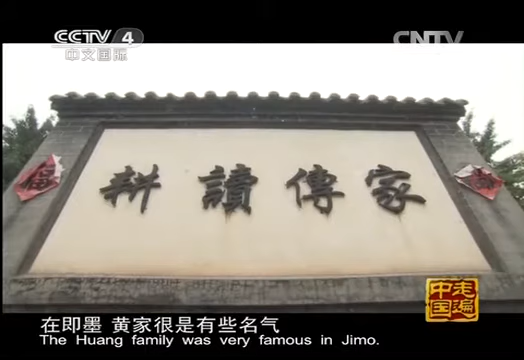 CCTV 4
中文国际
CNTV
耕讀傳家
福
走遍
中国
在即墨 黄家很是有些名气
The Huang family was very famous in Jimo.